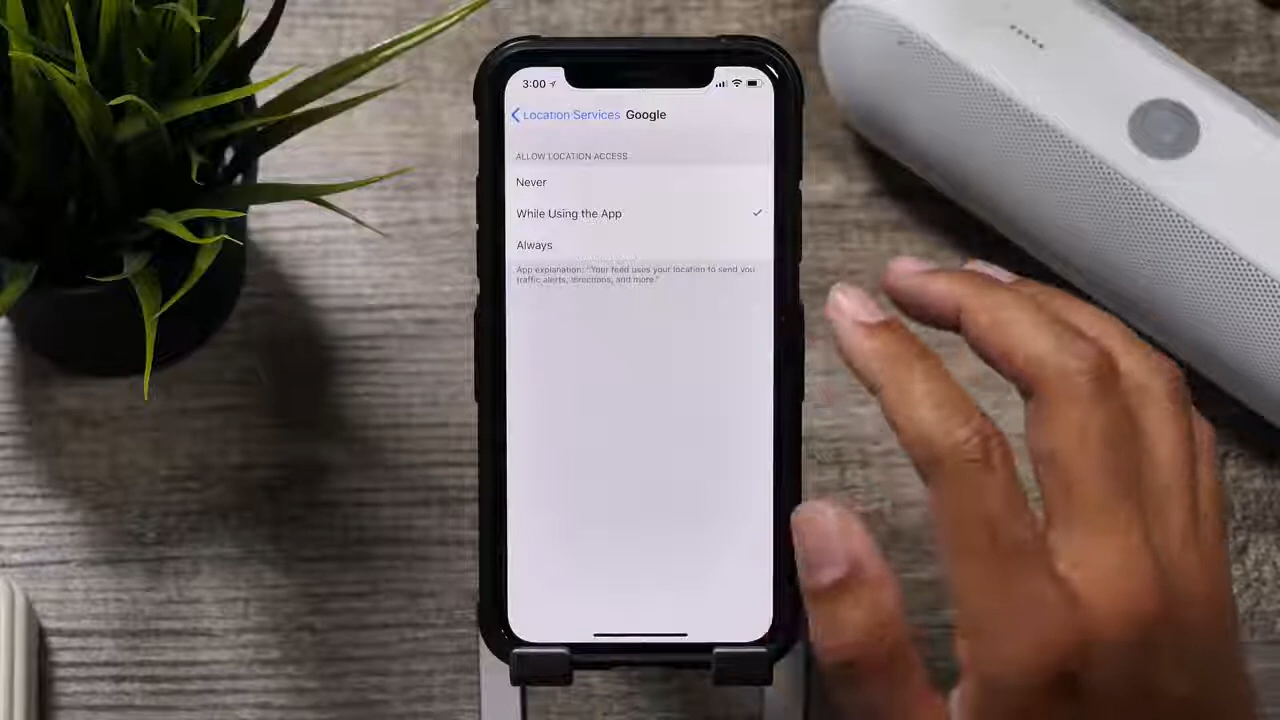 3:00
Location Services Google
ALLOW LOCATION ACCESS
Never
While Using the App
Always
App explanation: "Your feed uses your location to send you
traffic alerts, directions, and more."